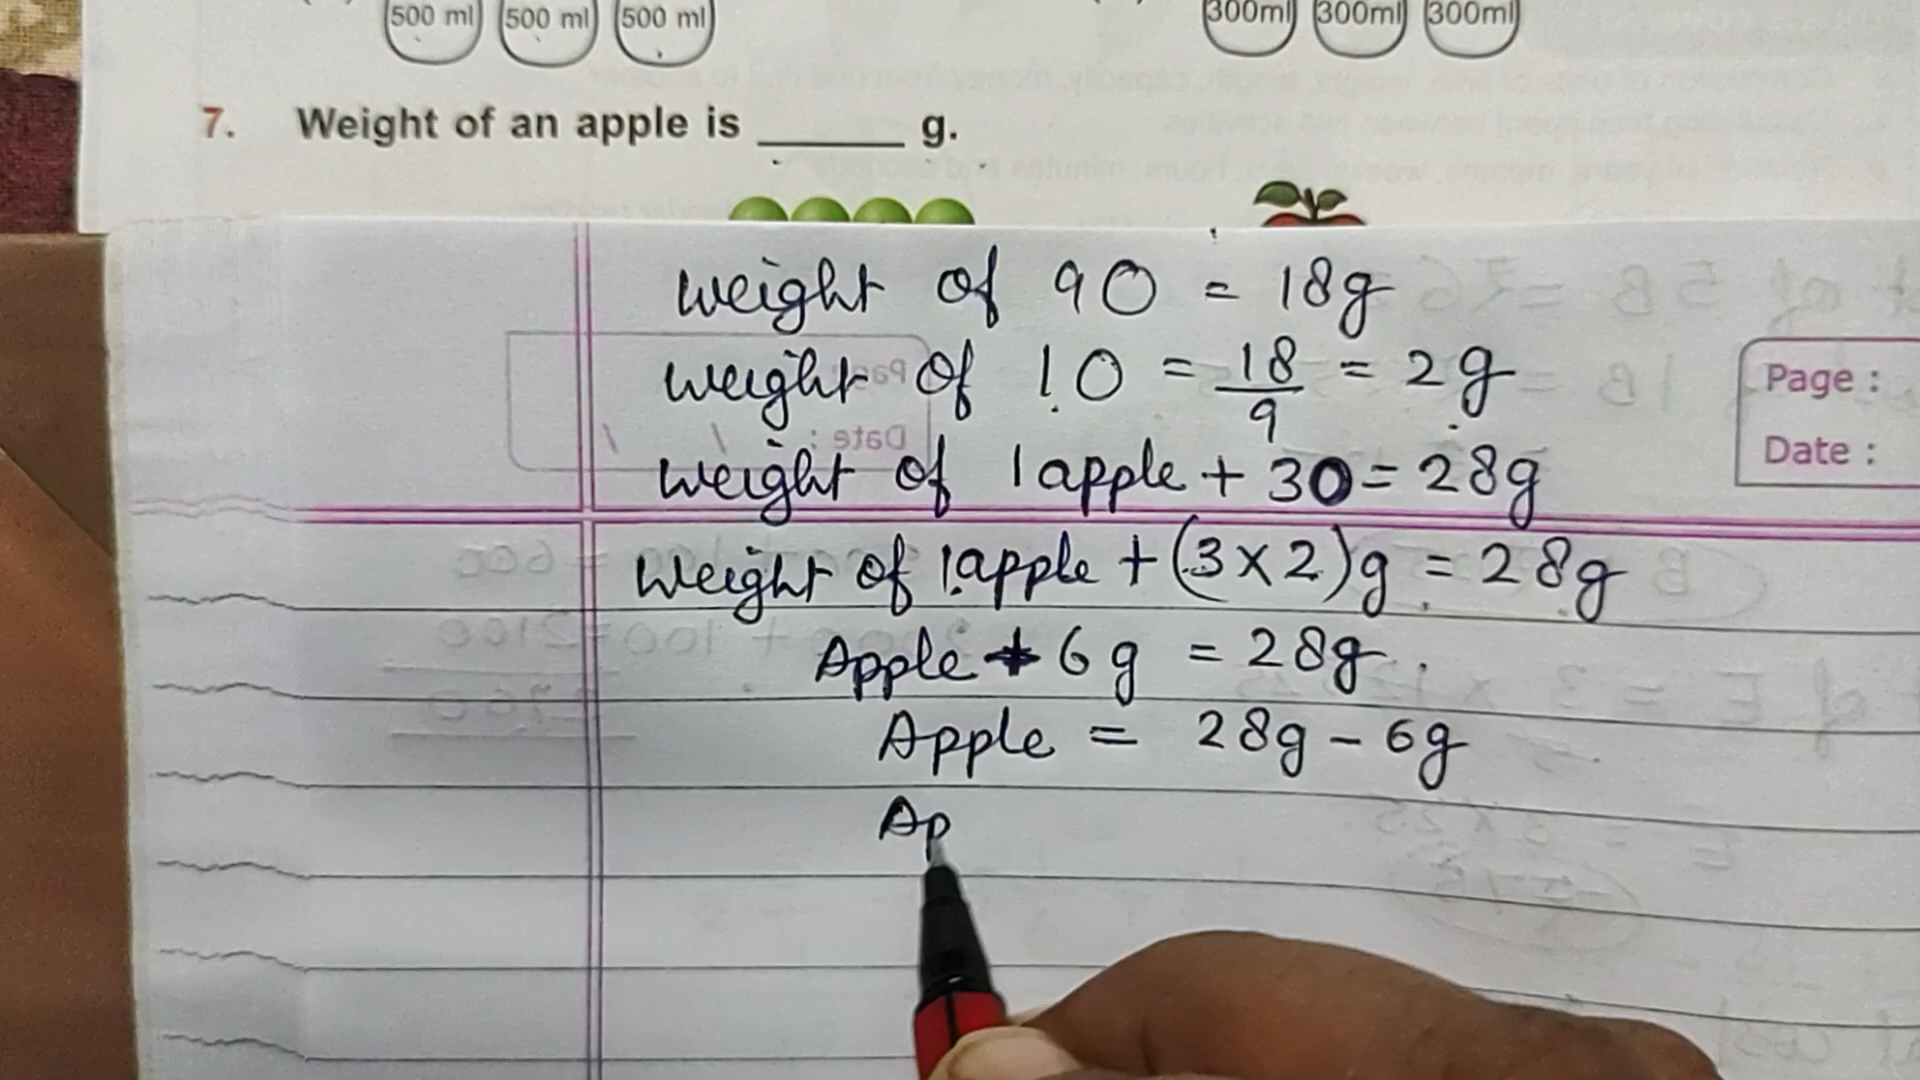 500 ml 500 ml 500 ml 300ml 300ml 300ml
7. Weight of an apple is ______ g.
Weight of 9O = 18g
Weight of 1O = 18/9 = 2g
Weight of 1 apple + 3O = 28g
Weight of 1 apple + (3 x 2)g = 28g
Apple + 6g = 28g
Apple = 28g - 6g
Ap
Page :
Date :